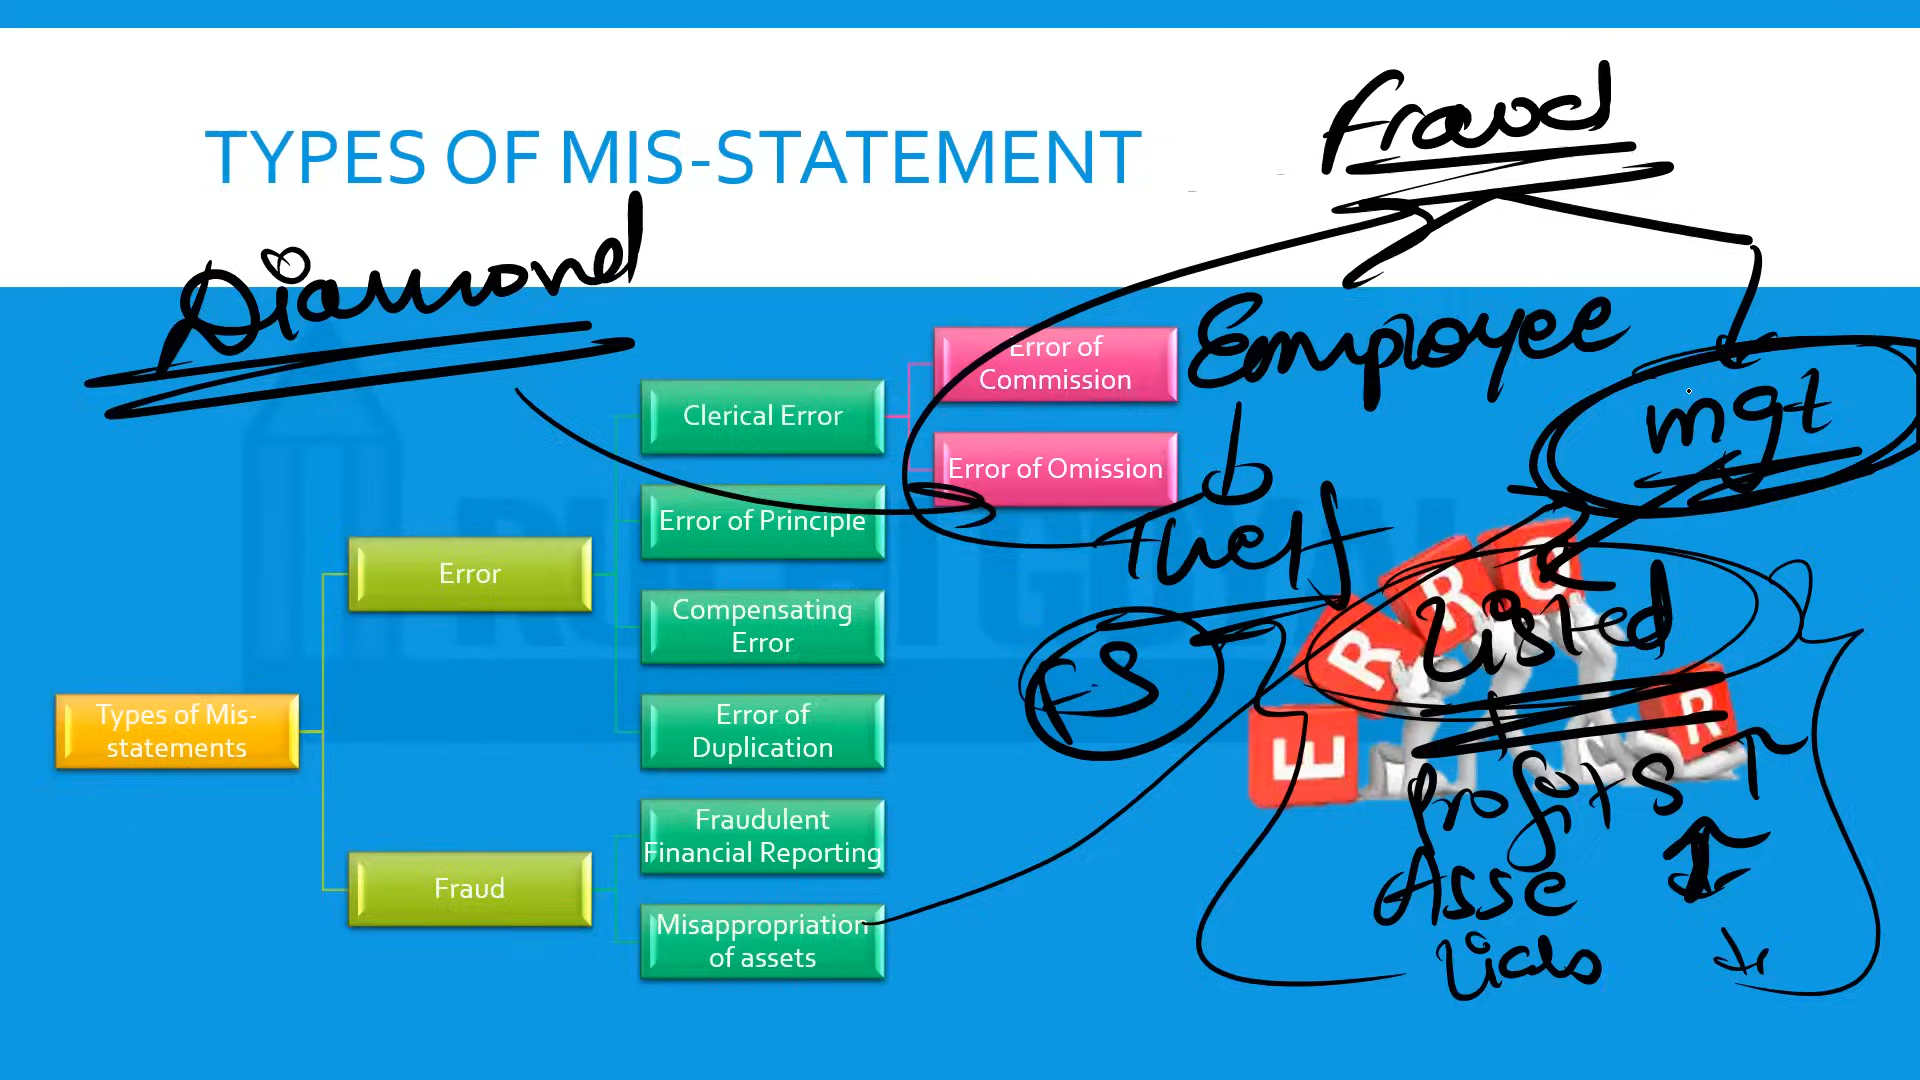 TYPES OF MIS-STATEMENT
Fraud
Diamond
Employee
mgt
Theft
Listed
FS
Profits ↑
Asse ↑
Liabs ↓
Error of
Commission
Clerical Error
Error of Omission
Error of Principle
Error
Compensating
Error
Types of Mis-
statements
Error of
Duplication
Fraudulent
Financial Reporting
Fraud
Misappropriation
of assets
E R R O R